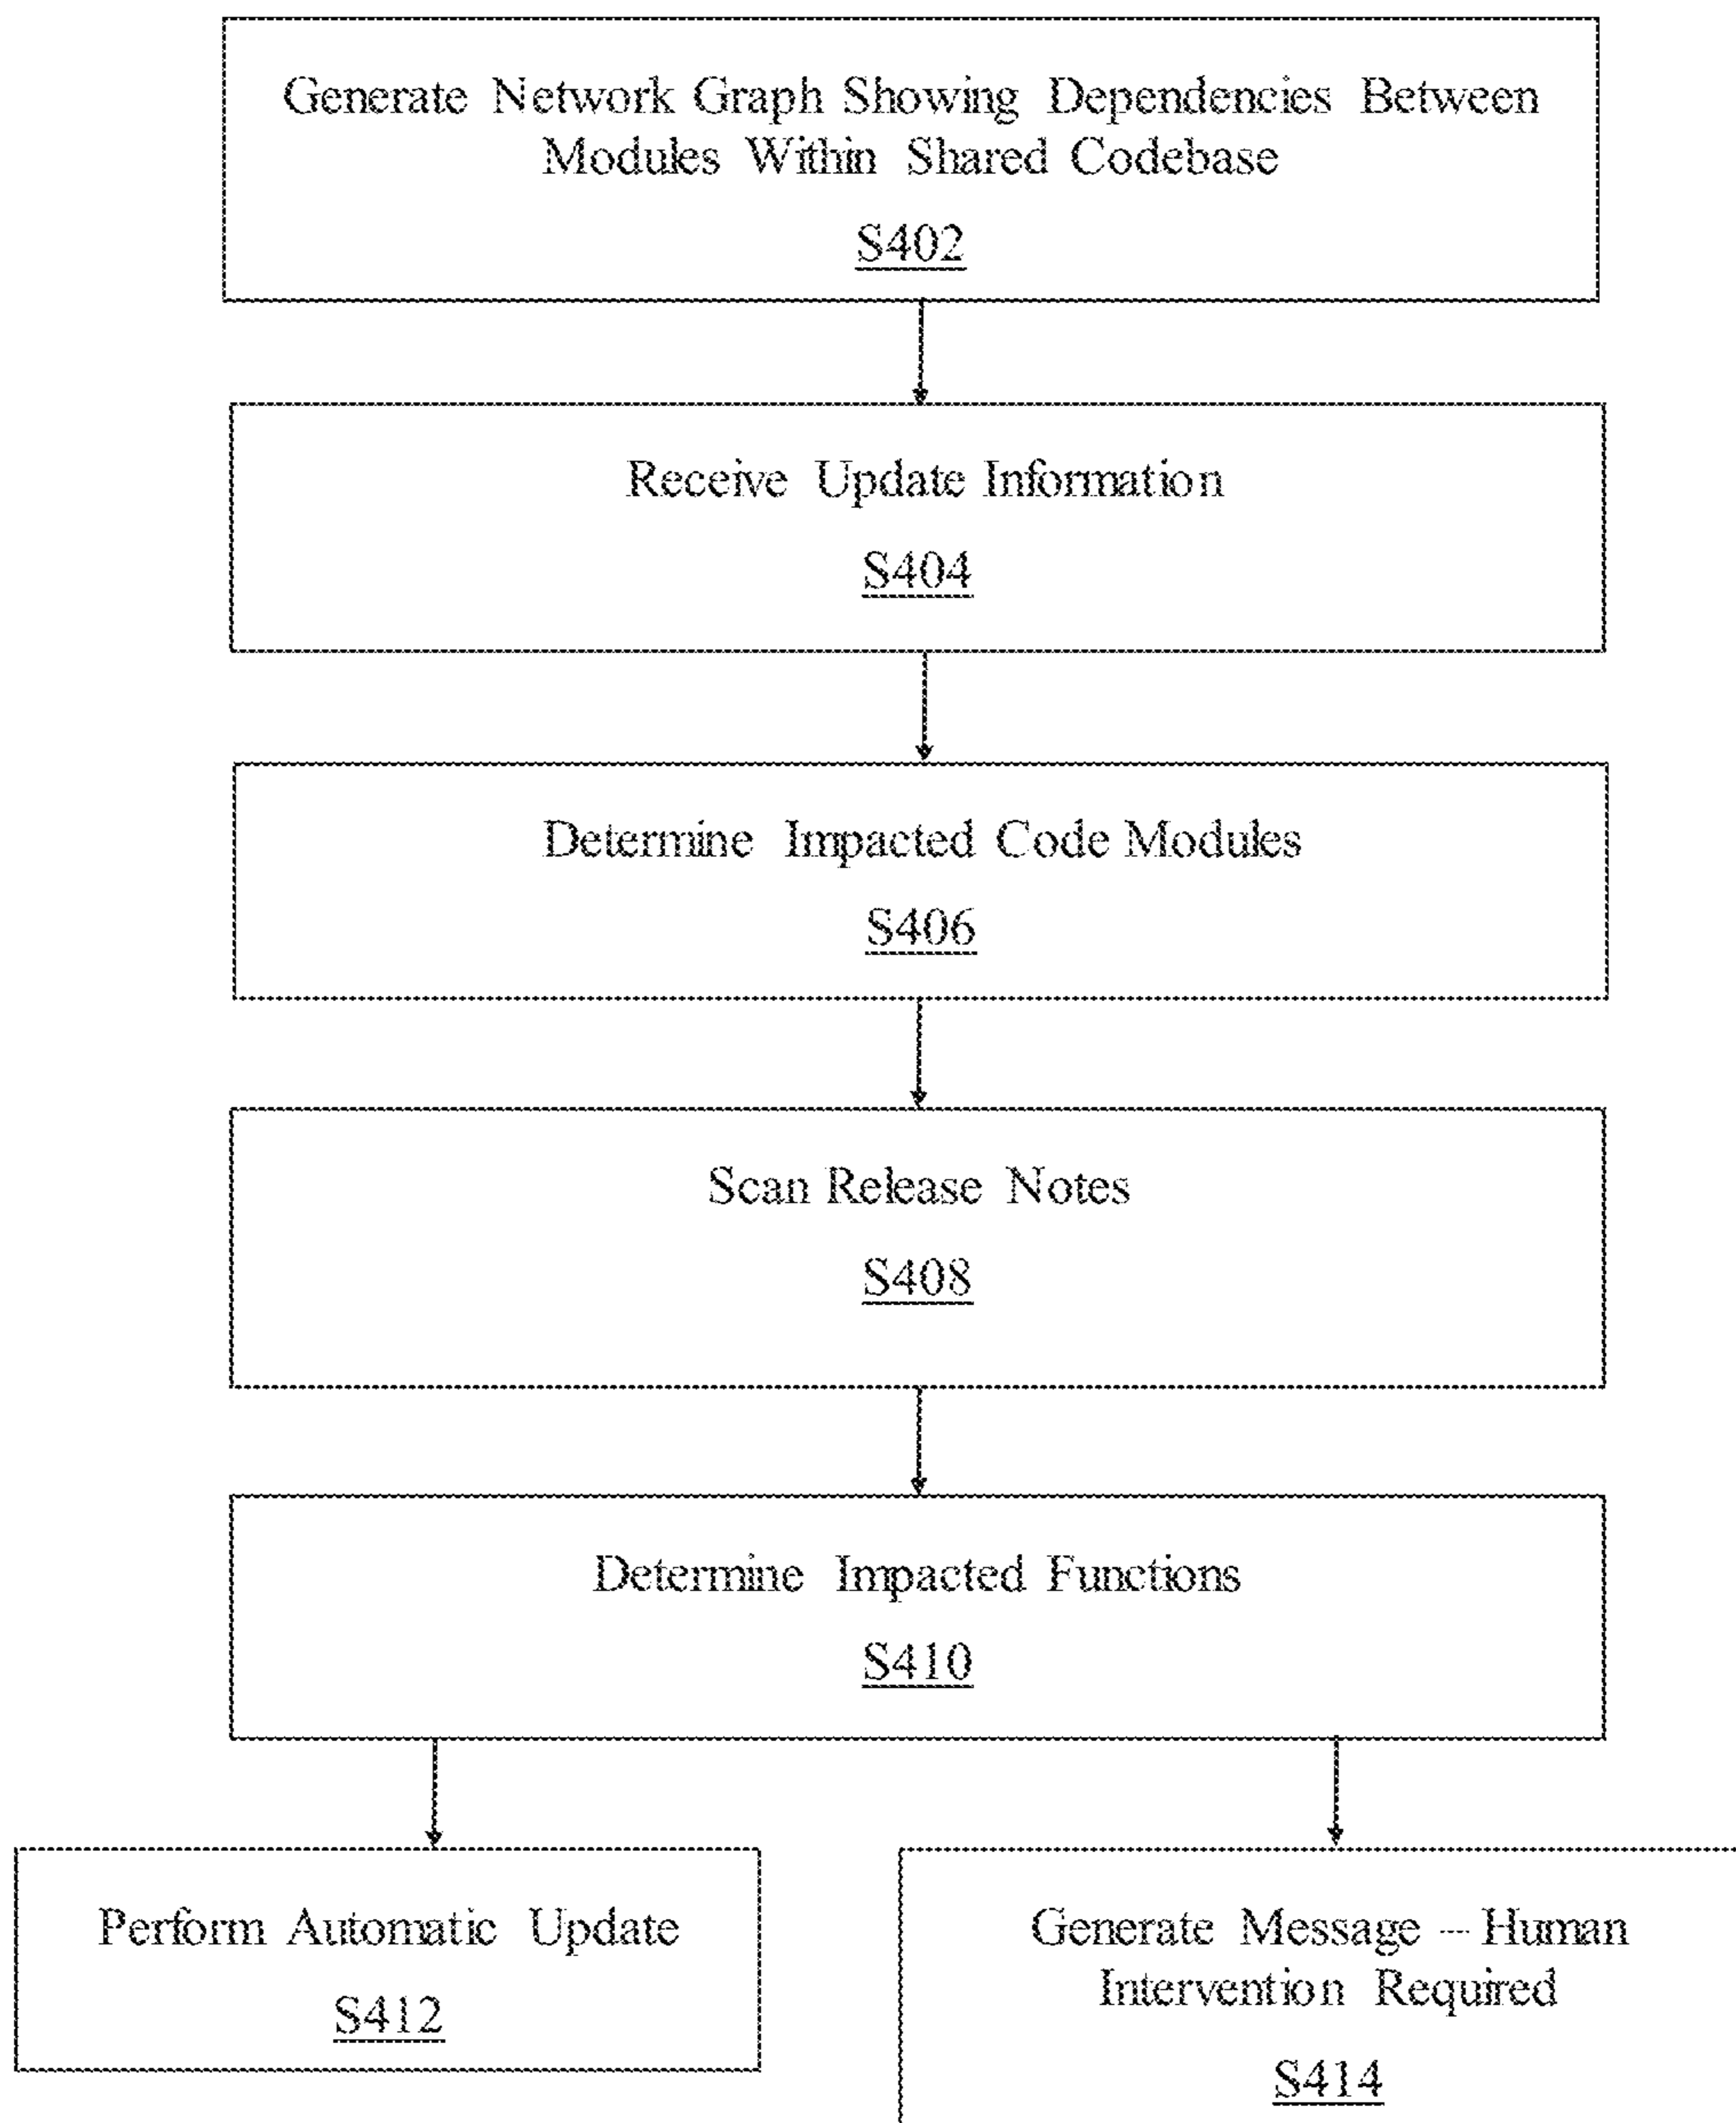 Generate Network Graph Showing Dependencies Between
Modules Within Shared Codebase
S402
Receive Update Information
S404
Determine Impacted Code Modules
S406
Scan Release Notes
S408
Determine Impacted Functions
S410
Perform Automatic Update
S412
Generate Message – Human
Intervention Required
S414